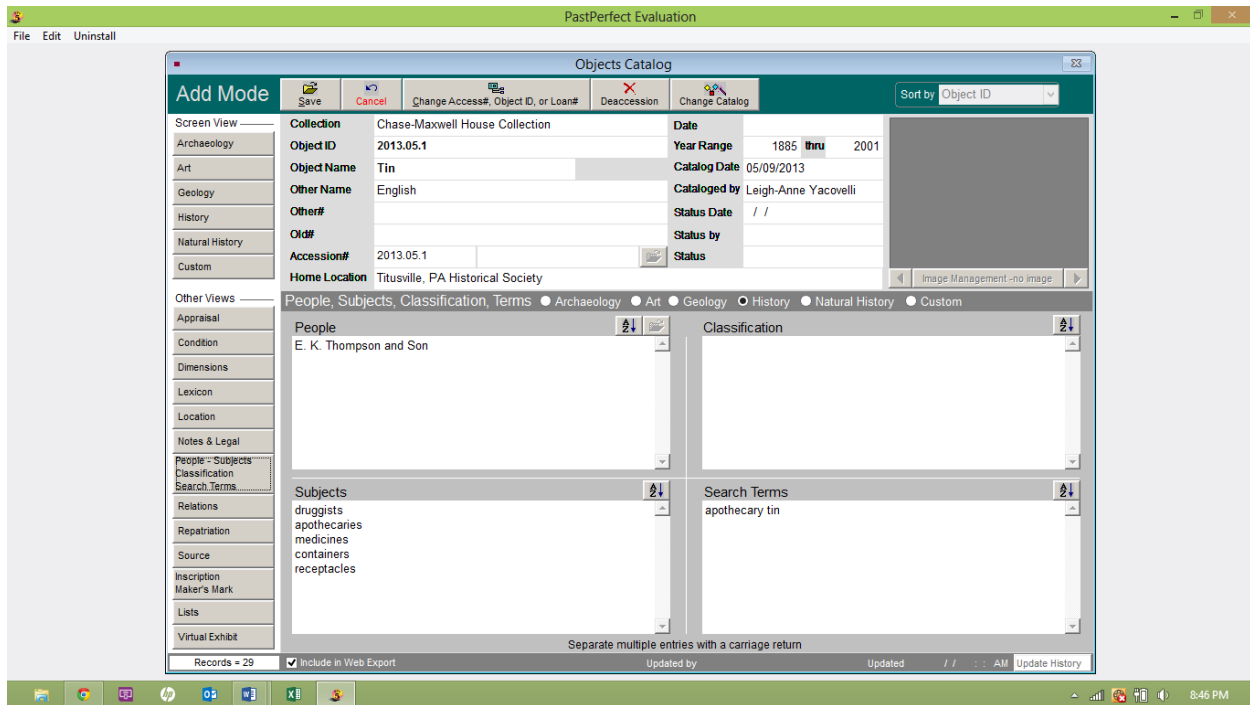 PastPerfect Evaluation
File Edit Uninstall
Objects Catalog
Add Mode
Save
Cancel
Change Access#, Object ID, or Loan#
Deaccession
Change Catalog
Sort by Object ID
Screen View
Archaeology
Art
Geology
History
Natural History
Custom
Other Views
Appraisal
Condition
Dimensions
Lexicon
Location
Notes & Legal
People - Subjects
Classification
Search Terms
Relations
Repatriation
Source
Inscription
Maker's Mark
Lists
Virtual Exhibit
Records = 29
Collection Chase-Maxwell House Collection
Object ID 2013.05.1
Object Name Tin
Other Name English
Other#
Old#
Accession# 2013.05.1
Home Location Titusville, PA Historical Society
Date
Year Range 1885 thru 2001
Catalog Date 05/09/2013
Cataloged by Leigh-Anne Yacovelli
Status Date / /
Status by
Status
Image Management -no image
People, Subjects, Classification, Terms Archaeology Art Geology History Natural History Custom
People
E. K. Thompson and Son
Classification
Subjects
druggists
apothecaries
medicines
containers
receptacles
Search Terms
apothecary tin
Separate multiple entries with a carriage return
Include in Web Export Updated by Updated / / : : AM Update History
8:46 PM